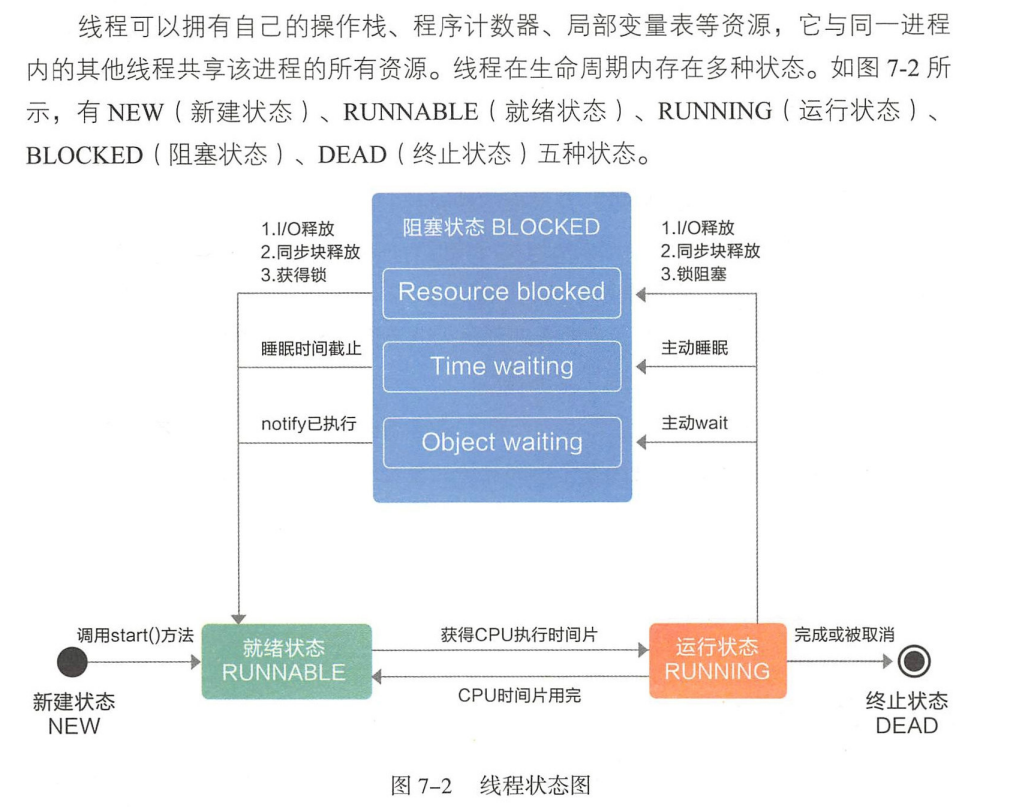 线程可以拥有自己的操作栈、程序计数器、局部变量表等资源，它与同一进程
内的其他线程共享该进程的所有资源。线程在生命周期内存在多种状态。如图 7-2 所
示，有 NEW（新建状态）、RUNNABLE（就绪状态）、RUNNING（运行状态）、
BLOCKED（阻塞状态）、DEAD（终止状态）五种状态。
1.I/O释放
2.同步块释放
3.获得锁
阻塞状态 BLOCKED
1.I/O释放
2.同步块释放
3.锁阻塞
Resource blocked
睡眠时间截止
Time waiting
主动睡眠
notify已执行
Object waiting
主动wait
调用start()方法
新建状态
NEW
就绪状态
RUNNABLE
获得CPU执行时间片
CPU时间片用完
运行状态
RUNNING
完成或被取消
终止状态
DEAD
图 7-2 线程状态图